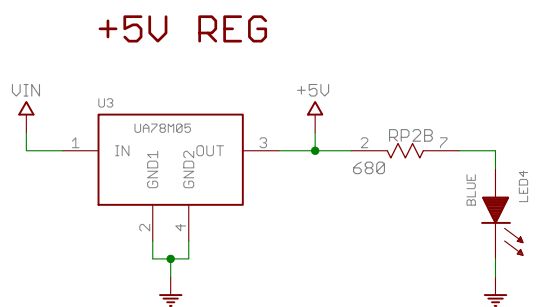 +5V REG
VIN
+5V
U3
UA78M05
1
IN
OUT
3
GND1
GND2
2
4
2
RP2B
7
680
BLUE
LED4